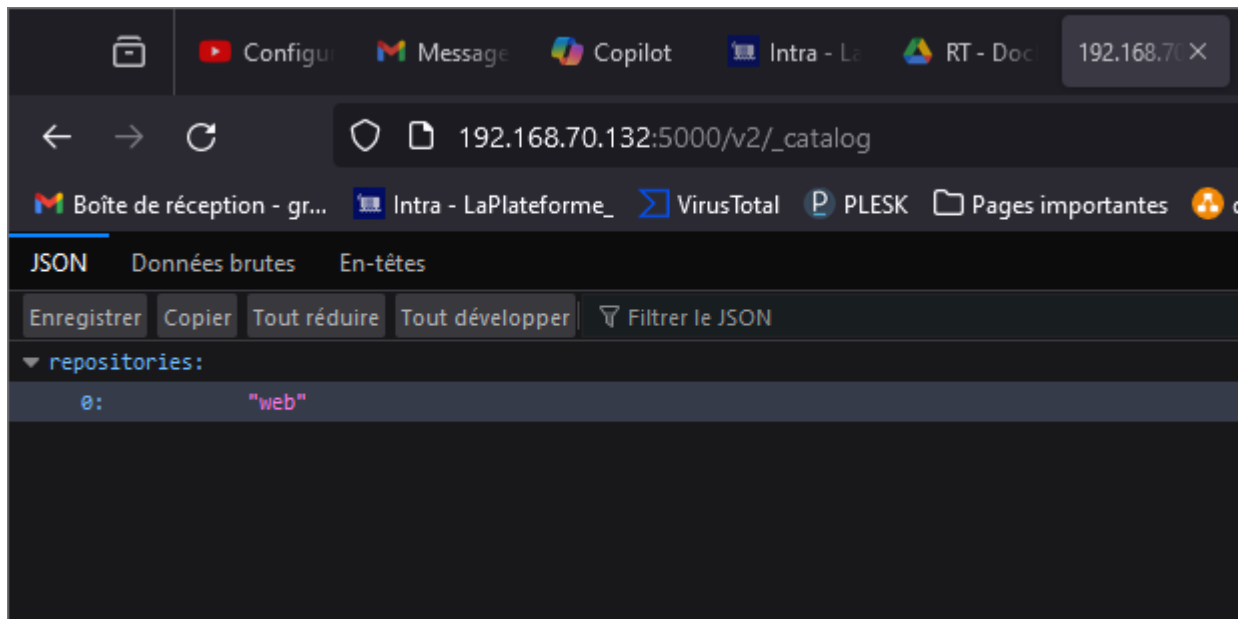 Configu Message Copilot Intra - La RT - Doc 192.168.70
192.168.70.132:5000/v2/_catalog
Boîte de réception - gr... Intra - LaPlateforme_ VirusTotal PLESK Pages importantes
JSON Données brutes En-têtes
Enregistrer Copier Tout réduire Tout développer Filtrer le JSON
repositories:
0: "web"